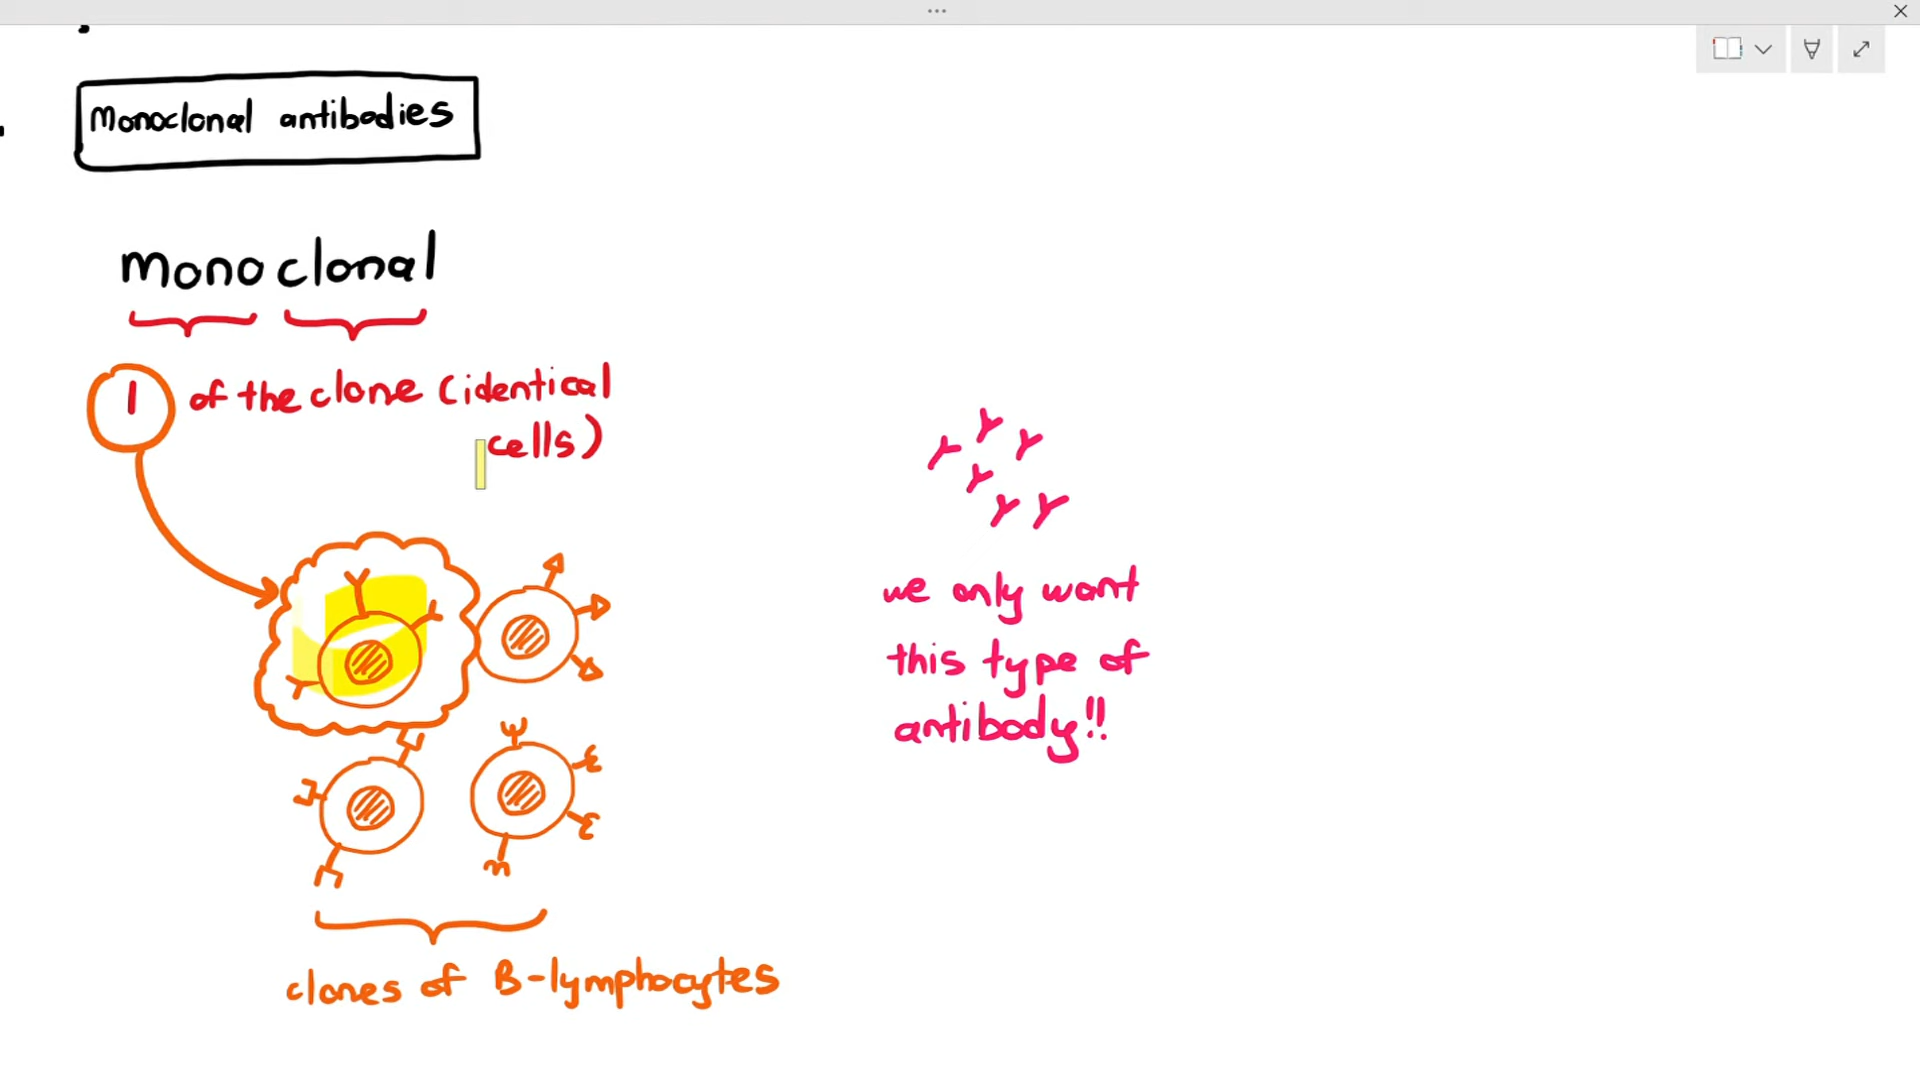 Monoclonal antibodies
monoclonal
1 of the clone (identical
cells)
we only want
this type of
antibody!!
clones of B-lymphocytes